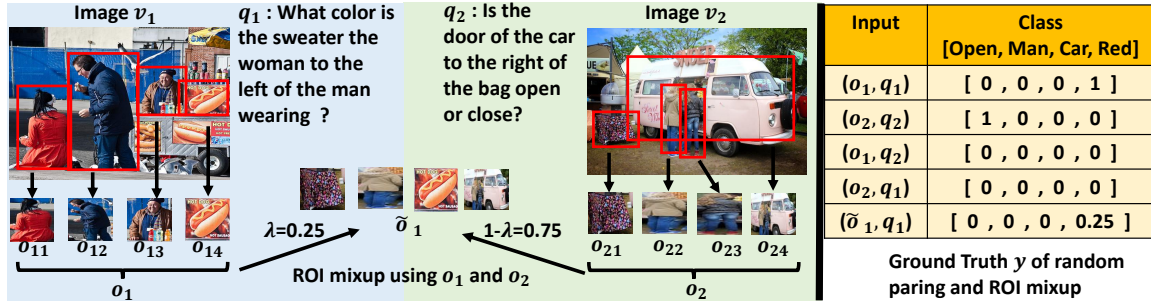 Image v₁
q₁ : What color is
the sweater the
woman to the
left of the man
wearing ?
q₂ : Is the
door of the car
to the right of
the bag open
or close?
Image v₂
HOT DOG
o₁₁ o₁₂ o₁₃ o₁₄
o₁
λ=0.25
õ ₁
1-λ=0.75
ROI mixup using o₁ and o₂
o₂₁ o₂₂ o₂₃ o₂₄
o₂
Input Class
[Open, Man, Car, Red]
(o₁, q₁) [ 0 , 0 , 0 , 1 ]
(o₂, q₂) [ 1 , 0 , 0 , 0 ]
(o₁, q₂) [ 0 , 0 , 0 , 0 ]
(o₂, q₁) [ 0 , 0 , 0 , 0 ]
(õ ₁, q₁) [ 0 , 0 , 0 , 0.25 ]
Ground Truth y of random
paring and ROI mixup